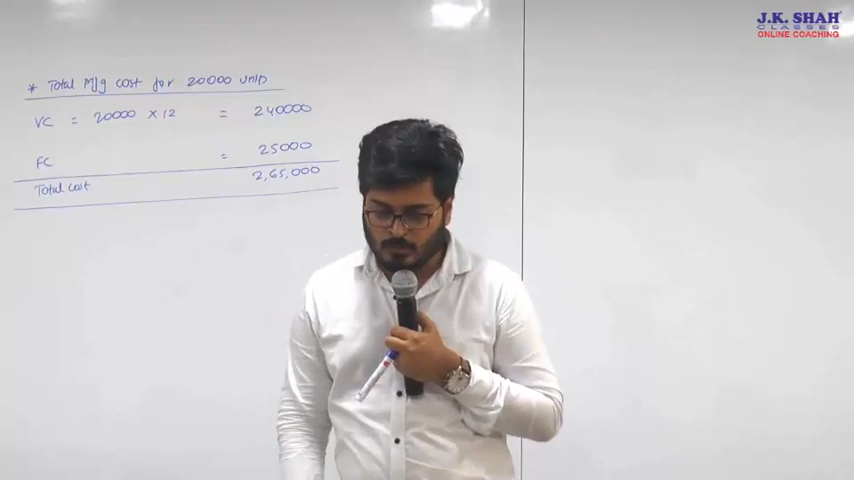 J.K. SHAH
CLASSES
ONLINE COACHING
* Total Mfg cost for 20000 units
VC = 20000 x 12 = 240000
FC = 25000
Total cost 2,65,000